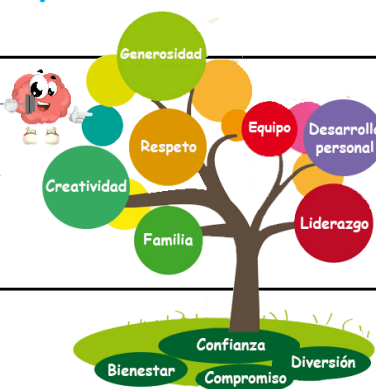 Generosidad
Respeto
Equipo
Desarrollo
personal
Creatividad
Familia
Liderazgo
Confianza
Bienestar
Diversión
Compromiso